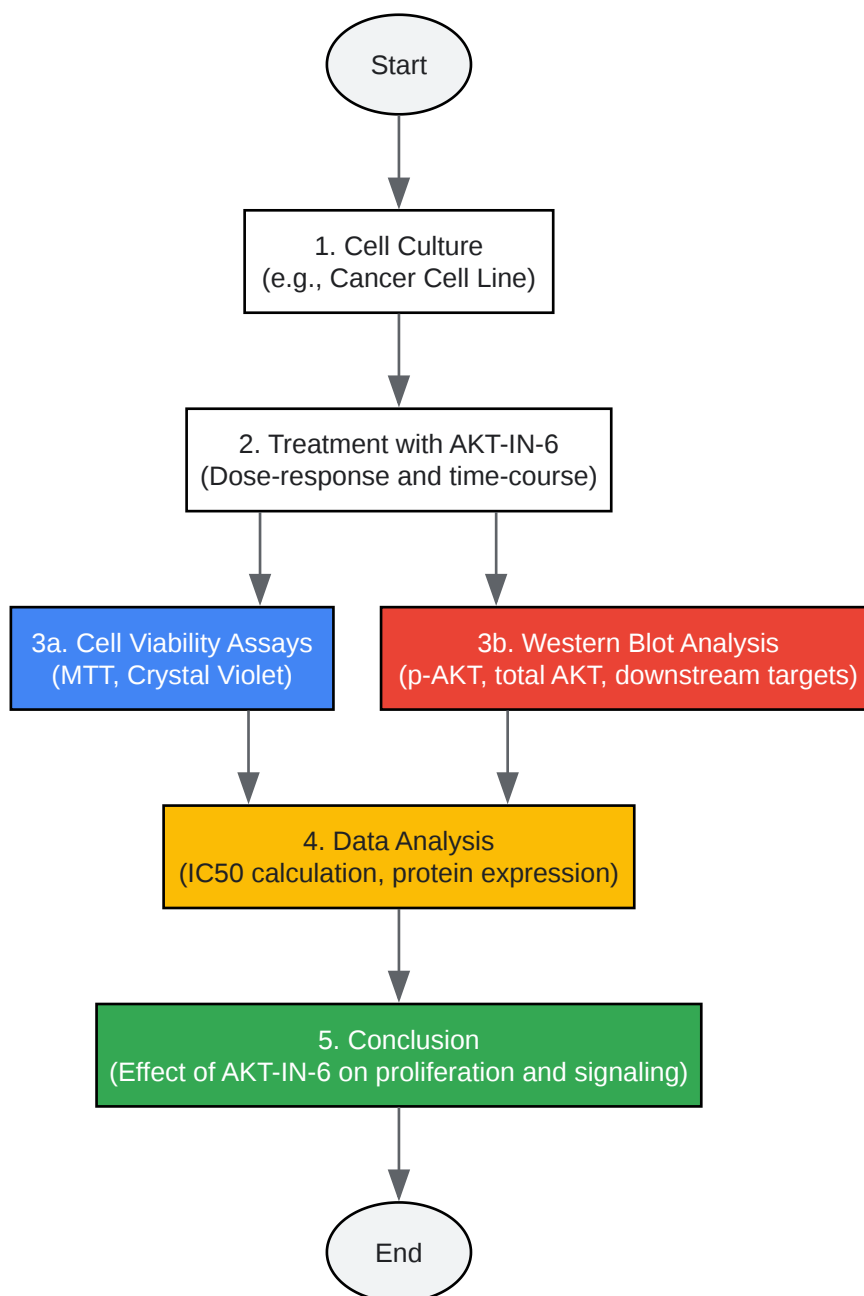 Start
1. Cell Culture
(e.g., Cancer Cell Line)
2. Treatment with AKT-IN-6
(Dose-response and time-course)
3a. Cell Viability Assays
(MTT, Crystal Violet)
3b. Western Blot Analysis
(p-AKT, total AKT, downstream targets)
4. Data Analysis
(IC50 calculation, protein expression)
5. Conclusion
(Effect of AKT-IN-6 on proliferation and signaling)
End